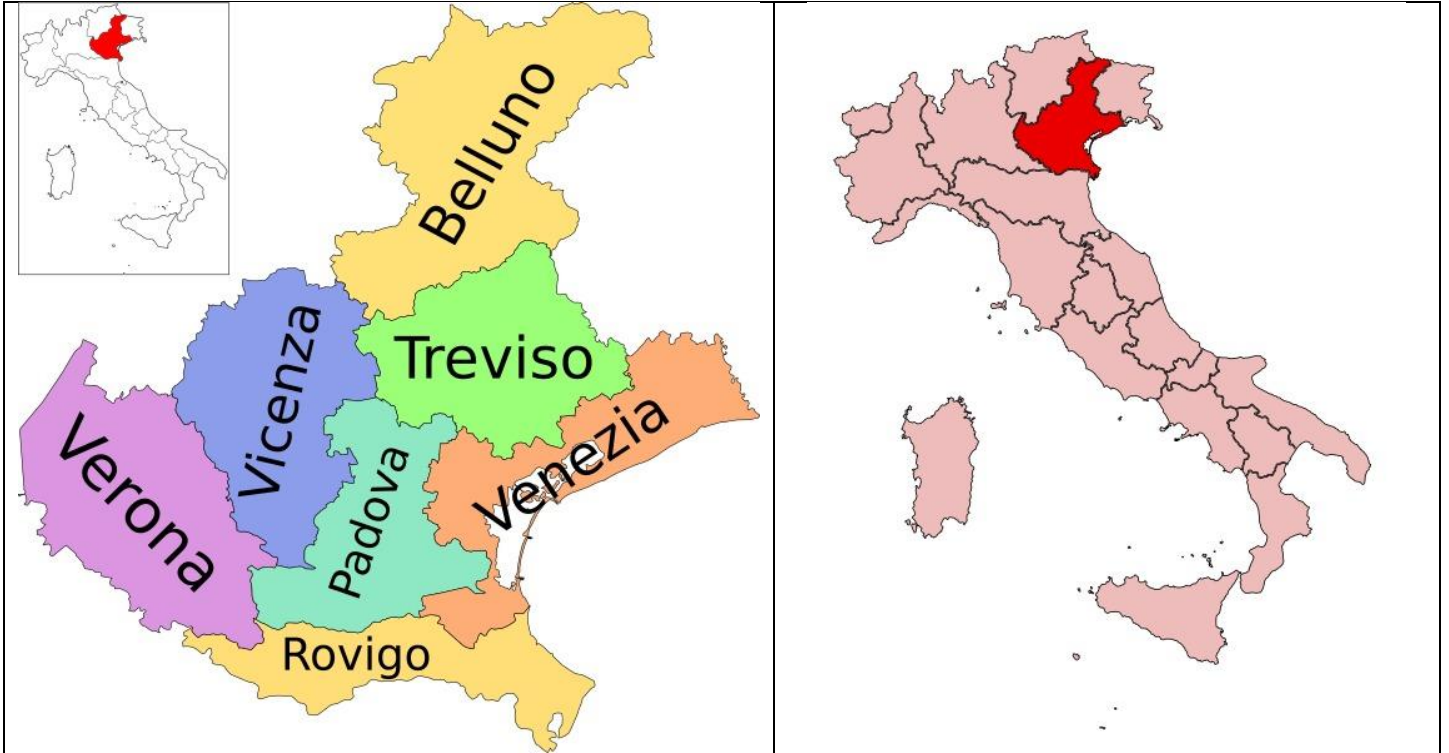 Belluno
Treviso
Vicenza
Venezia
Verona
Padova
Rovigo